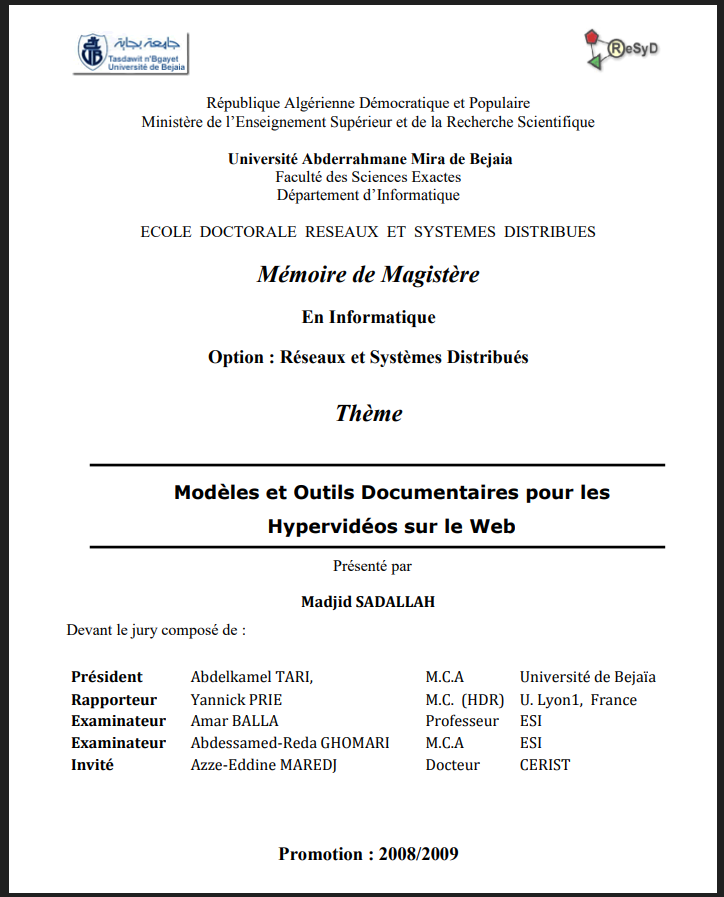 جامعة بجاية
Tasdawit n'Bgayet
Université de Bejaia
ReSyD
République Algérienne Démocratique et Populaire
Ministère de l'Enseignement Supérieur et de la Recherche Scientifique
Université Abderrahmane Mira de Bejaia
Faculté des Sciences Exactes
Département d'Informatique
ECOLE DOCTORALE RESEAUX ET SYSTEMES DISTRIBUES
Mémoire de Magistère
En Informatique
Option : Réseaux et Systèmes Distribués
Thème
Modèles et Outils Documentaires pour les
Hypervidéos sur le Web
Présenté par
Madjid SADALLAH
Devant le jury composé de :
Président Abdelkamel TARI, M.C.A Université de Bejaïa
Rapporteur Yannick PRIE M.C. (HDR) U. Lyon1, France
Examinateur Amar BALLA Professeur ESI
Examinateur Abdessamed-Reda GHOMARI M.C.A ESI
Invité Azze-Eddine MAREDJ Docteur CERIST
Promotion : 2008/2009